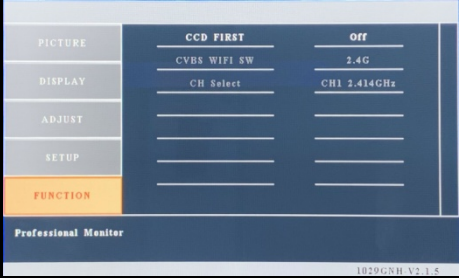 PICTURE
CCD FIRST Off
CVBS WIFI SW 2.4G
DISPLAY
CH Select CH1 2.414GHz
ADJUST
SETUP
FUNCTION
Professional Moniter
1029GNH-V2.1.5